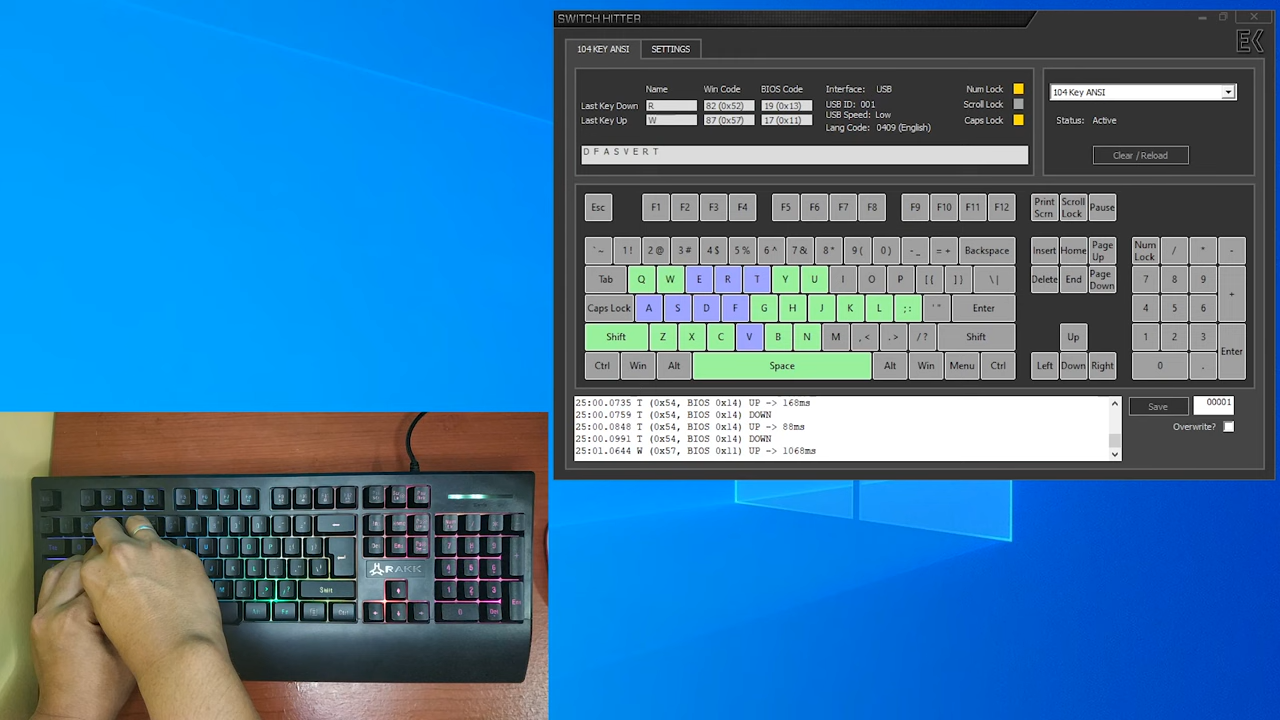 SWITCH HITTER
EK
104 KEY ANSI SETTINGS
Name Win Code BIOS Code Interface: USB Num Lock
104 Key ANSI
Last Key Down R 82 (0x52) 19 (0x13) USB ID: 001 Scroll Lock
USB Speed: Low
Last Key Up W 87 (0x57) 17 (0x11) Lang Code: 0409 (English) Caps Lock
Status: Active
D F A S V E R T
Clear / Reload
Esc F1 F2 F3 F4 F5 F6 F7 F8 F9 F10 F11 F12 Print Scrn Scroll Lock Pause
` ~ 1 ! 2 @ 3 # 4 $ 5 % 6 ^ 7 & 8 * 9 ( 0 ) - _ = + Backspace Insert Home Page Up Num Lock / * -
Tab Q W E R T Y U I O P [ { ] } \ | Delete End Page Down 7 8 9 +
Caps Lock A S D F G H J K L ; : ' " Enter 4 5 6
Shift Z X C V B N M , < . > / ? Shift Up 1 2 3 Enter
Ctrl Win Alt Space Alt Win Menu Ctrl Left Down Right 0 .
25:00.0735 T (0x54, BIOS 0x14) UP -> 168ms
25:00.0759 T (0x54, BIOS 0x14) DOWN
25:00.0848 T (0x54, BIOS 0x14) UP -> 88ms
25:00.0991 T (0x54, BIOS 0x14) DOWN
25:01.0644 W (0x57, BIOS 0x11) UP -> 1068ms
Save 00001
Overwrite?
RAKK
Shift